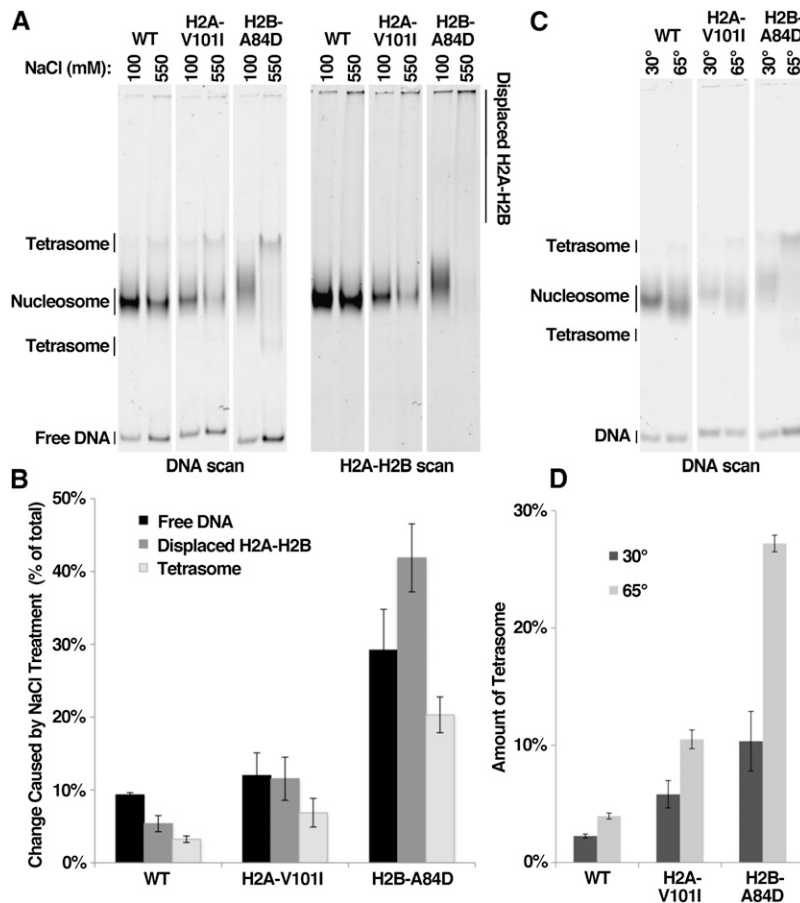 A
WT
H2A-
V101I
H2B-
A84D
WT
H2A-
V101I
H2B-
A84D
NaCl (mM):
100
550
100
550
100
550
100
550
100
550
100
550
Tetrasome
Nucleosome
Tetrasome
Free DNA
Displaced H2A-H2B
DNA scan
H2A-H2B scan
C
WT
H2A-
V101I
H2B-
A84D
30°
65°
30°
65°
30°
65°
Tetrasome
Nucleosome
Tetrasome
DNA
DNA scan
B
Change Caused by NaCl Treatment (% of total)
50%
40%
30%
20%
10%
0%
Free DNA
Displaced H2A-H2B
Tetrasome
WT
H2A-V101I
H2B-A84D
D
Amount of Tetrasome
30%
20%
10%
0%
30°
65°
WT
H2A-
V101I
H2B-
A84D